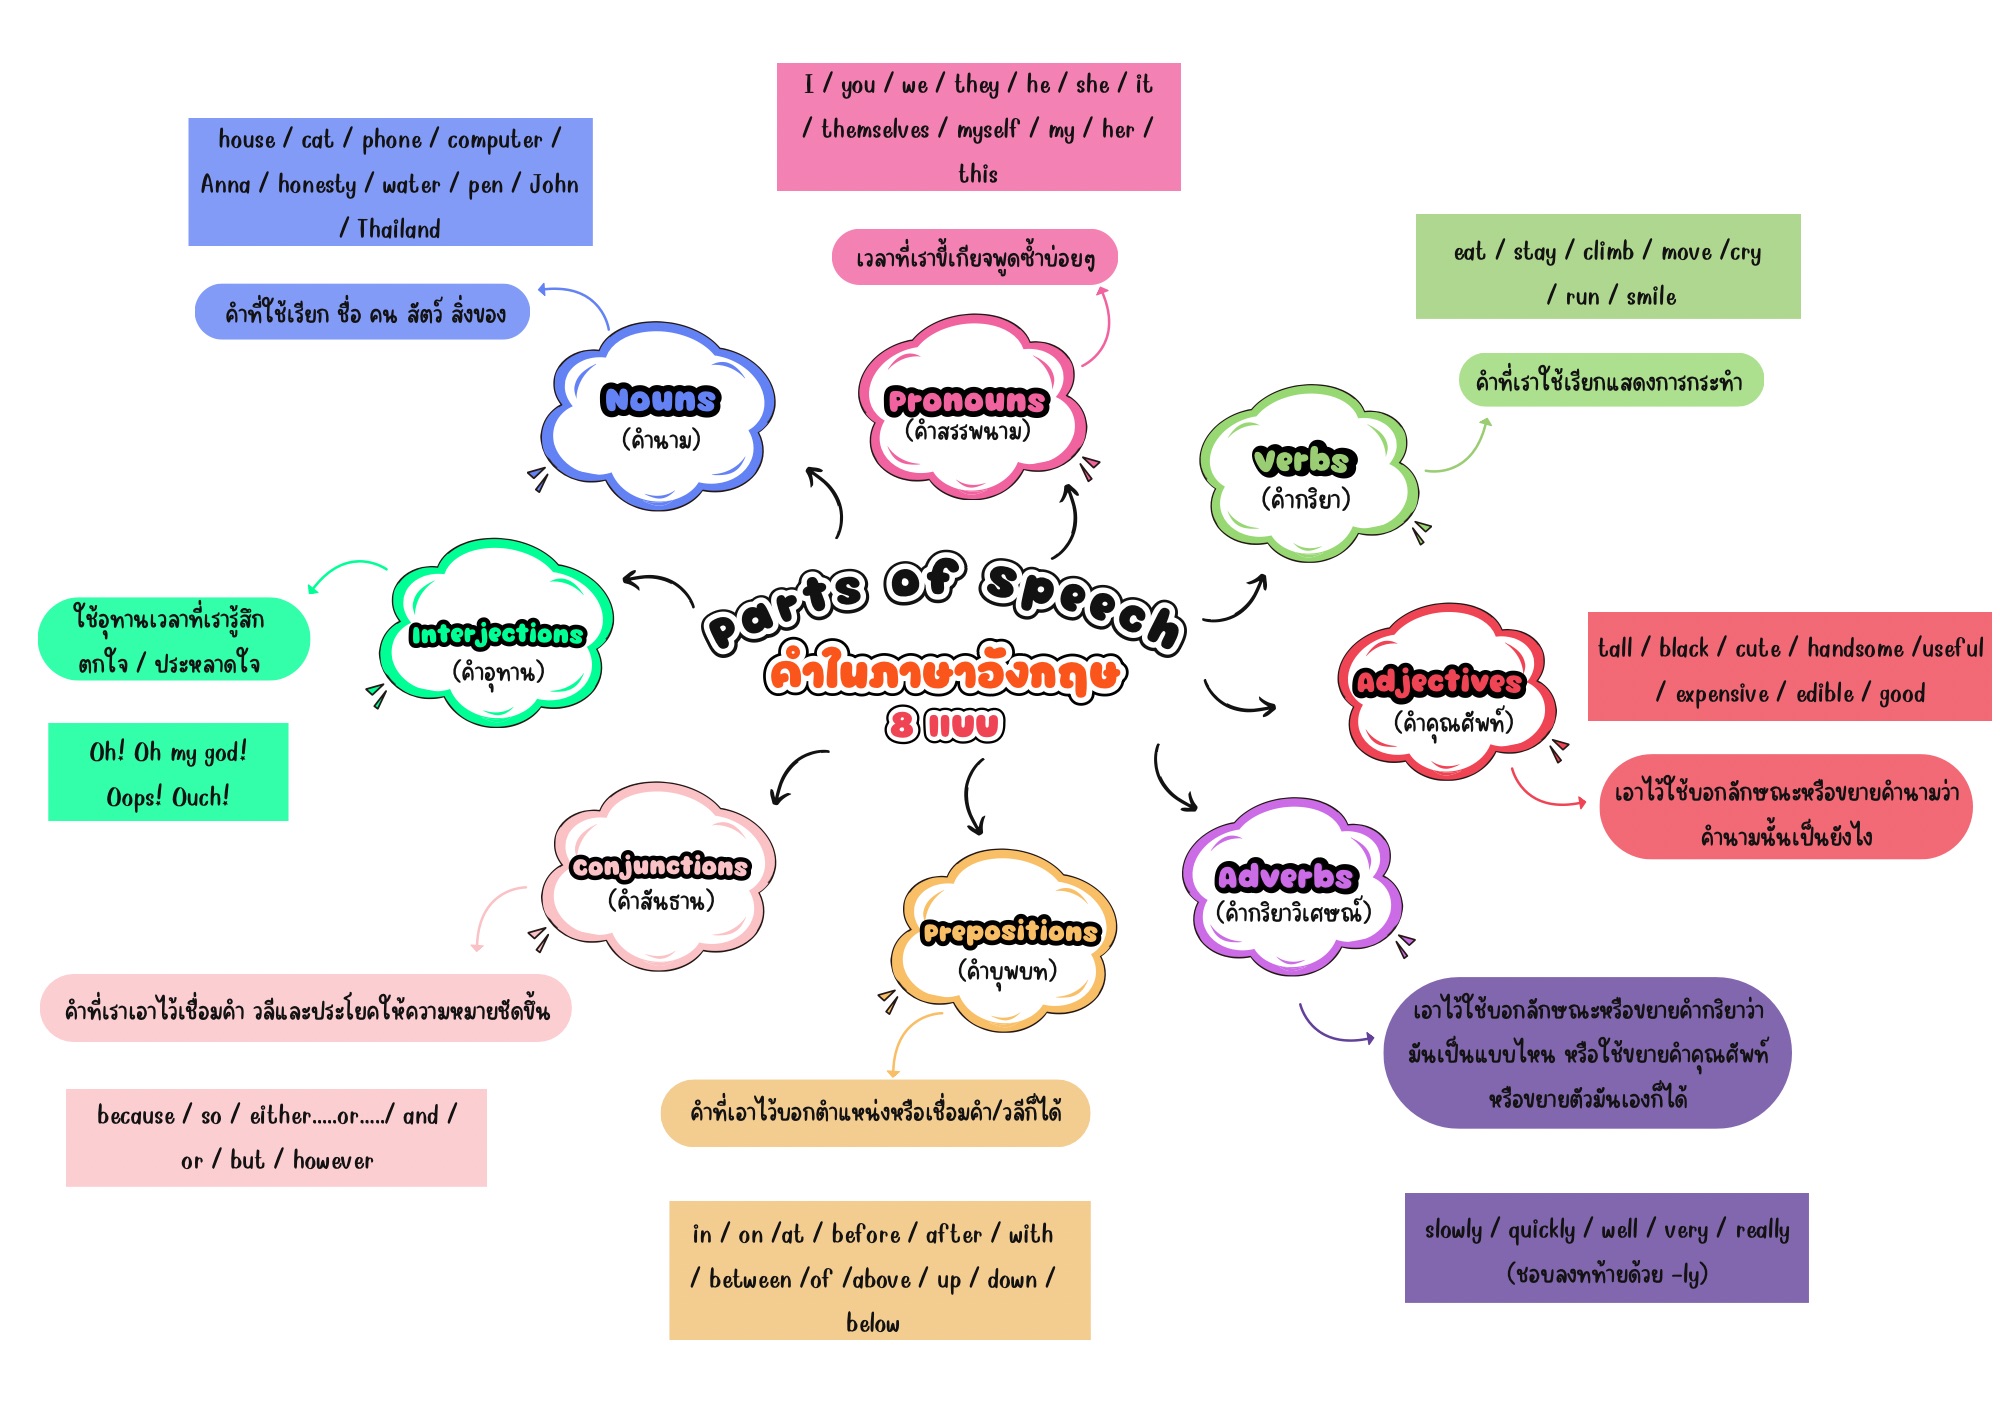 Parts of Speech
คำในภาษาอังกฤษ
8 แบบ
house / cat / phone / computer /
Anna / honesty / water / pen / John
/ Thailand
คำที่ใช้เรียก ชื่อ คน สัตว์ สิ่งของ
Nouns
(คำนาม)
I / you / we / they / he / she / it
/ themselves / myself / my / her /
this
เวลาที่เราขี้เกียจพูดซ้ำบ่อยๆ
Pronouns
(คำสรรพนาม)
eat / stay / climb / move /cry
/ run / smile
คำที่เราใช้เรียกแสดงการกระทำ
Verbs
(คำกริยา)
tall / black / cute / handsome /useful
/ expensive / edible / good
Adjectives
(คำคุณศัพท์)
เอาไว้ใช้บอกลักษณะหรือขยายคำนามว่า
คำนามนั้นเป็นยังไง
Adverbs
(คำกริยาวิเศษณ์)
เอาไว้ใช้บอกลักษณะหรือขยายคำกริยาว่า
มันเป็นแบบไหน หรือใช้ขยายคำคุณศัพท์
หรือขยายตัวมันเองก็ได้
slowly / quickly / well / very / really
(ชอบลงทท้ายด้วย -ly)
Prepositions
(คำบุพบท)
คำที่เอาไว้บอกตำแหน่งหรือเชื่อมคำ/วลีก็ได้
in / on /at / before / after / with
/ between /of /above / up / down /
below
Conjunctions
(คำสันธาน)
คำที่เราเอาไว้เชื่อมคำ วลีและประโยคให้ความหมายชัดขึ้น
because / so / either.....or...../ and /
or / but / however
Interjections
(คำอุทาน)
ใช้อุทานเวลาที่เรารู้สึก
ตกใจ / ประหลาดใจ
Oh! Oh my god!
Oops! Ouch!